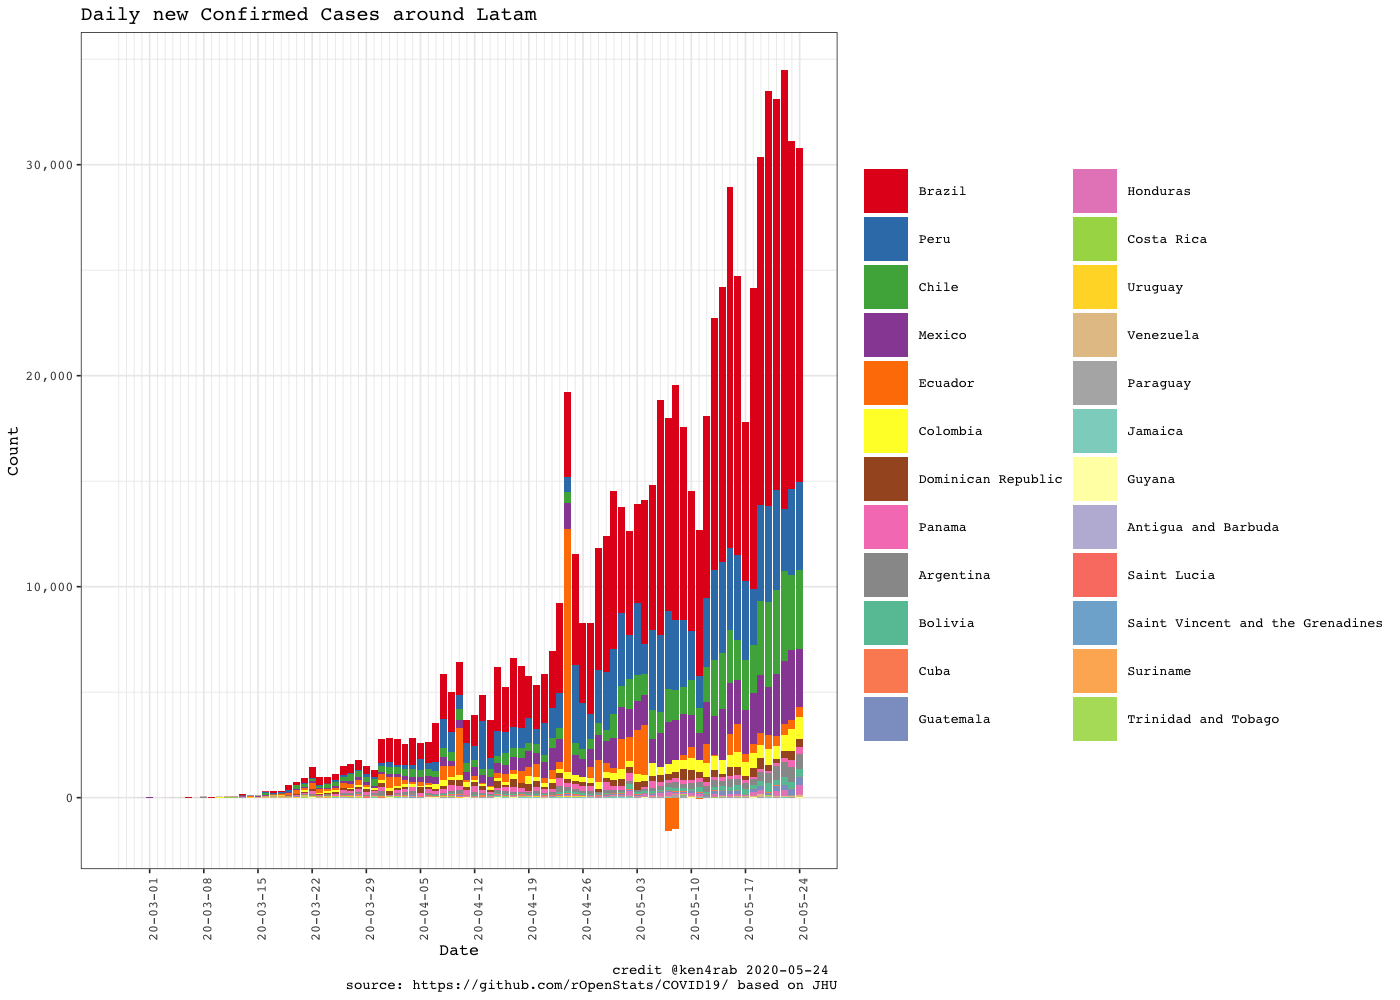 Daily new Confirmed Cases around Latam
Count
30,000
20,000
10,000
0
20-03-01
20-03-08
20-03-15
20-03-22
20-03-29
20-04-05
20-04-12
20-04-19
20-04-26
20-05-03
20-05-10
20-05-17
20-05-24
Date
Brazil
Peru
Chile
Mexico
Ecuador
Colombia
Dominican Republic
Panama
Argentina
Bolivia
Cuba
Guatemala
Honduras
Costa Rica
Uruguay
Venezuela
Paraguay
Jamaica
Guyana
Antigua and Barbuda
Saint Lucia
Saint Vincent and the Grenadines
Suriname
Trinidad and Tobago
credit @ken4rab 2020-05-24
source: https://github.com/rOpenStats/COVID19/ based on JHU